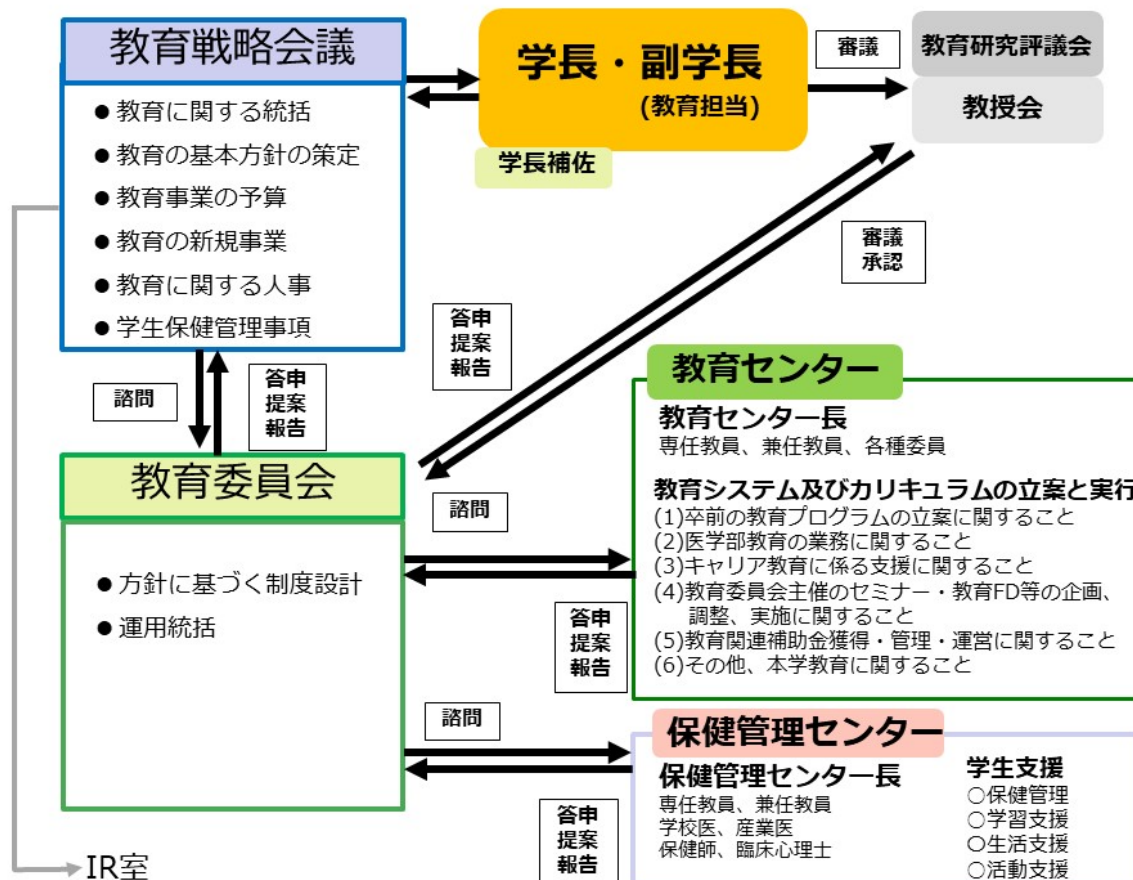 教育戦略会議
●教育に関する統括
●教育の基本方針の策定
●教育事業の予算
●教育の新規事業
●教育に関する人事
●学生保健管理事項
学長・副学長
(教育担当)
学長補佐
審議
教育研究評議会
教授会
審議
承認
答申
提案
報告
諮問
答申
提案
報告
教育委員会
●方針に基づく制度設計
●運用統括
諮問
答申
提案
報告
教育センター
教育センター長
専任教員、兼任教員、各種委員
教育システム及びカリキュラムの立案と実行
(1)卒前の教育プログラムの立案に関すること
(2)医学部教育の業務に関すること
(3)キャリア教育に係る支援に関すること
(4)教育委員会主催のセミナー・教育FD等の企画、
調整、実施に関すること
(5)教育関連補助金獲得・管理・運営に関すること
(6)その他、本学教育に関すること
諮問
答申
提案
報告
保健管理センター
保健管理センター長
専任教員、兼任教員
学校医、産業医
保健師、臨床心理士
学生支援
○保健管理
○学習支援
○生活支援
○活動支援
IR室